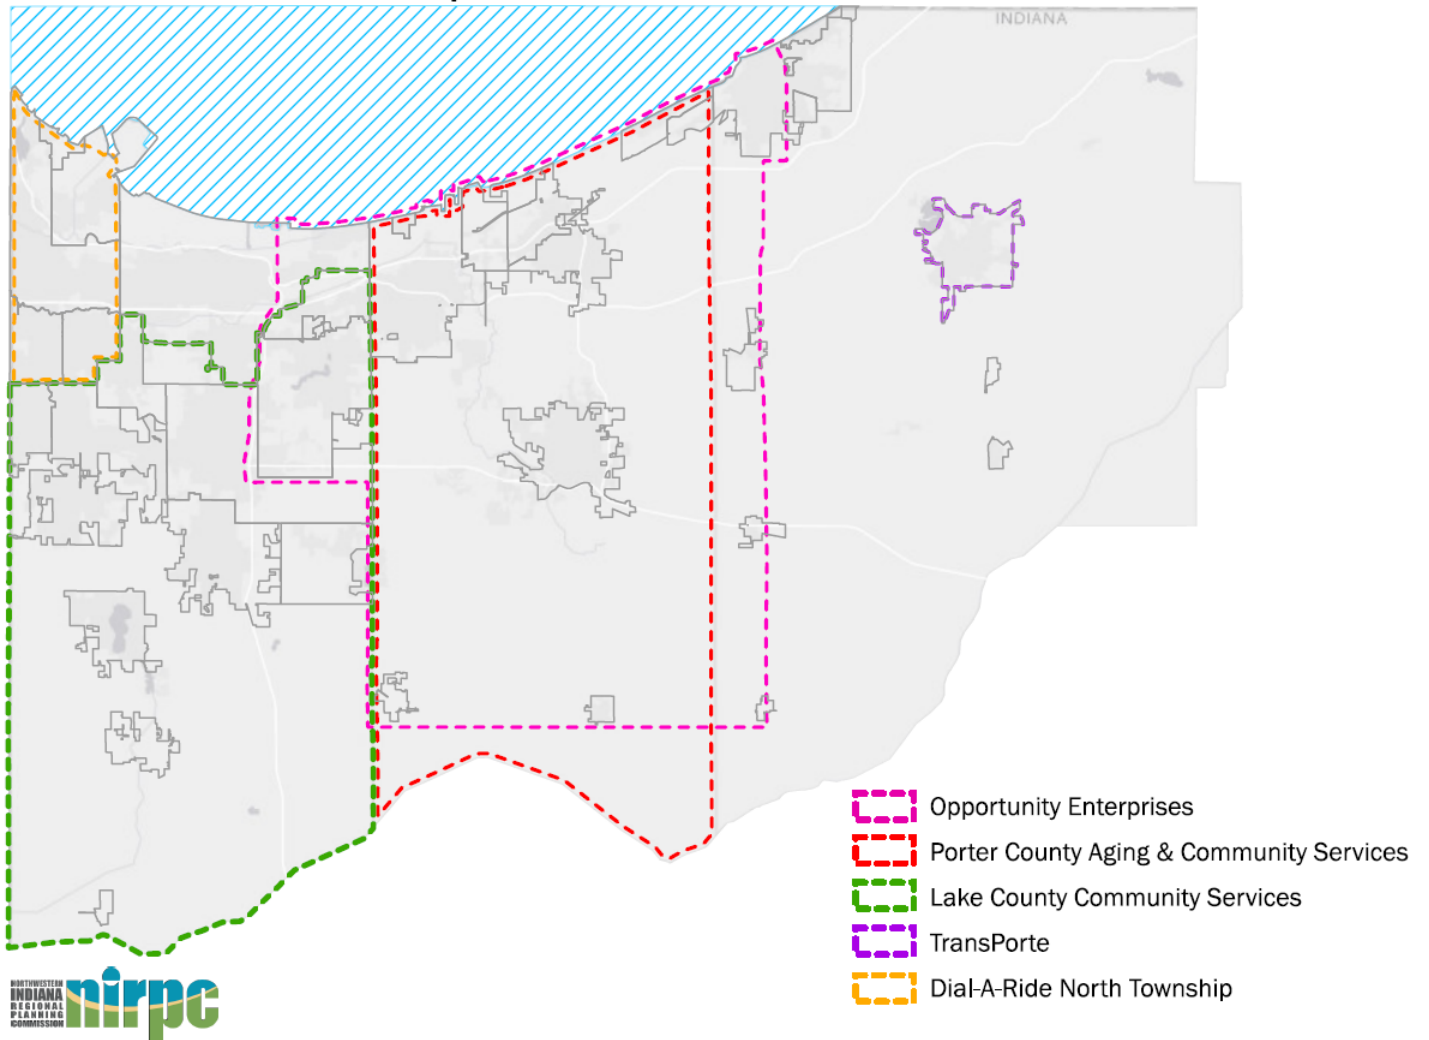 INDIANA
Opportunity Enterprises
Porter County Aging & Community Services
Lake County Community Services
TransPorte
Dial-A-Ride North Township
NORTHWESTERN
INDIANA
REGIONAL
PLANNING
COMMISSION
nirpc